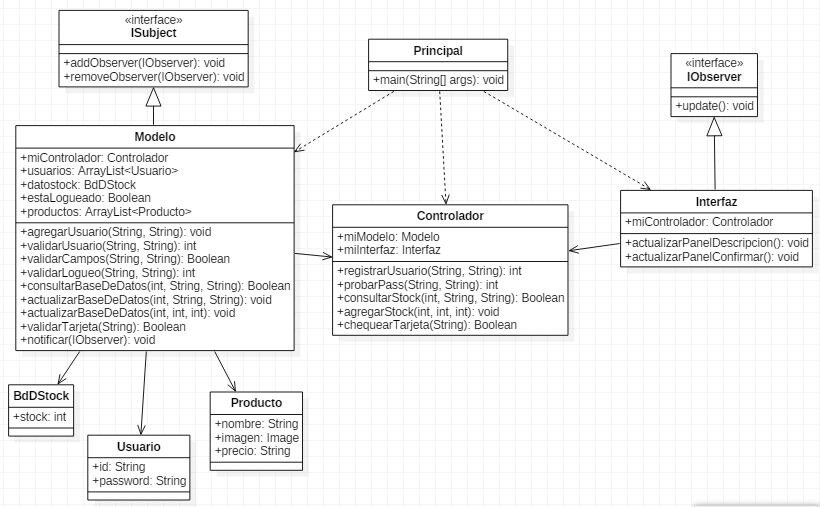 «interface»
ISubject
+addObserver(IObserver): void
+removeObserver(IObserver): void
Principal
+main(String[] args): void
«interface»
IObserver
+update(): void
Modelo
+miControlador: Controlador
+usuarios: ArrayList<Usuario>
+datostock: BdDStock
+estaLogueado: Boolean
+productos: ArrayList<Producto>
+agregarUsuario(String, String): void
+validarUsuario(String, String): int
+validarCampos(String, String): Boolean
+validarLogueo(String, String): int
+consultarBaseDeDatos(int, String, String): Boolean
+actualizarBaseDeDatos(int, String, String): void
+actualizarBaseDeDatos(int, int, int): void
+validarTarjeta(String): Boolean
+notificar(IObserver): void
Controlador
+miModelo: Modelo
+miInterfaz: Interfaz
+registrarUsuario(String, String): int
+probarPass(String, String): int
+consultarStock(int, String, String): Boolean
+agregarStock(int, int, int): void
+chequearTarjeta(String): Boolean
Interfaz
+miControlador: Controlador
+actualizarPanelDescripcion(): void
+actualizarPanelConfirmar(): void
BdDStock
+stock: int
Usuario
+id: String
+password: String
Producto
+nombre: String
+imagen: Image
+precio: String